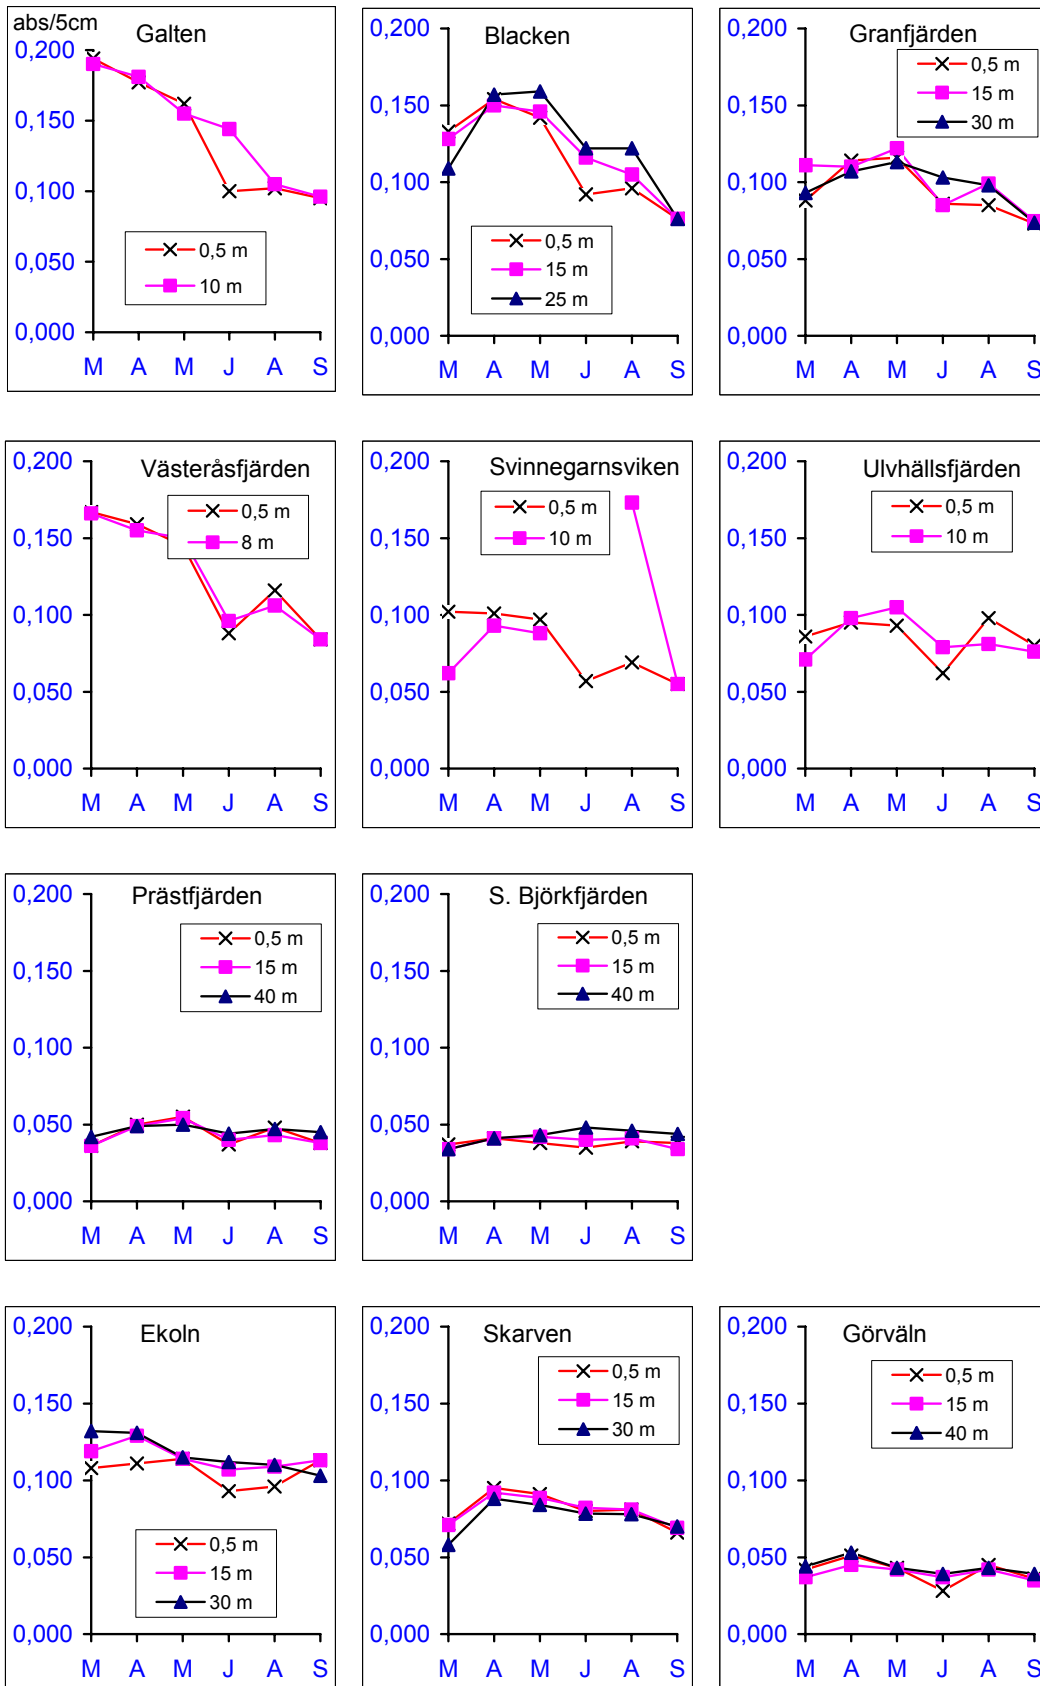 abs/5cm
Galten
0,200
0,150
0,100
0,050
0,000
0,5 m
10 m
M A M J A S
Blacken
0,200
0,150
0,100
0,050
0,000
0,5 m
15 m
25 m
M A M J A S
Granfjärden
0,200
0,150
0,100
0,050
0,000
0,5 m
15 m
30 m
M A M J A S
Västeråsfjärden
0,200
0,150
0,100
0,050
0,000
0,5 m
8 m
M A M J A S
Svinnegarnsviken
0,200
0,150
0,100
0,050
0,000
0,5 m
10 m
M A M J A S
Ulvhällsfjärden
0,200
0,150
0,100
0,050
0,000
0,5 m
10 m
M A M J A S
Prästfjärden
0,200
0,150
0,100
0,050
0,000
0,5 m
15 m
40 m
M A M J A S
S. Björkfjärden
0,200
0,150
0,100
0,050
0,000
0,5 m
15 m
40 m
M A M J A S
Ekoln
0,200
0,150
0,100
0,050
0,000
0,5 m
15 m
30 m
M A M J A S
Skarven
0,200
0,150
0,100
0,050
0,000
0,5 m
15 m
30 m
M A M J A S
Görväln
0,200
0,150
0,100
0,050
0,000
0,5 m
15 m
40 m
M A M J A S